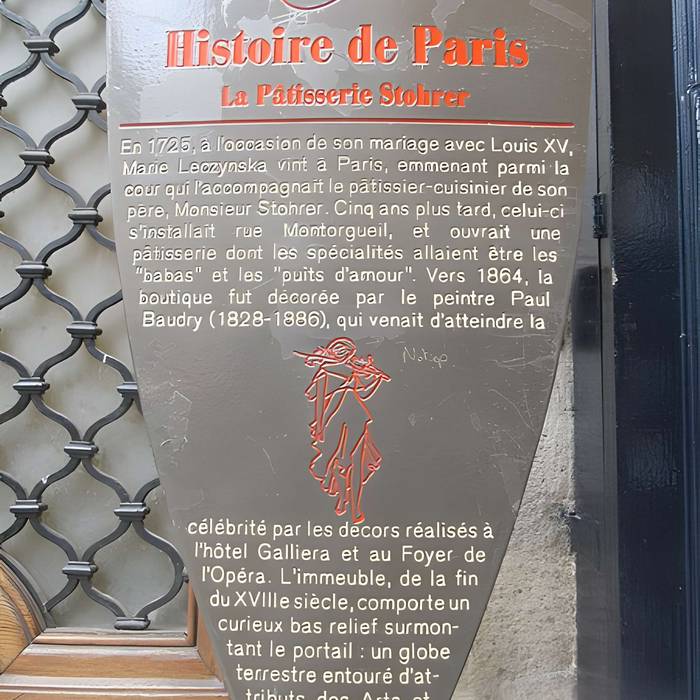 Histoire de Paris
La Pâtisserie Stohrer
En 1725, à l'occasion de son mariage avec Louis XV,
Marie Leczynska vint à Paris, emmenant parmi la
cour qui l'accompagnait le pâtissier-cuisinier de son
père, Monsieur Stohrer. Cinq ans plus tard, celui-ci
s'installait rue Montorgueil, et ouvrait une
pâtisserie dont les spécialités allaient être les
"babas" et les "puits d'amour". Vers 1864, la
boutique fut décorée par le peintre Paul
Baudry (1828-1886), qui venait d'atteindre la
célébrité par les décors réalisés à
l'hôtel Galliera et au Foyer de
l'Opéra. L'immeuble, de la fin
du XVIIIe siècle, comporte un
curieux bas relief surmon-
tant le portail : un globe
terrestre entouré d'at-
tributs des Arts et